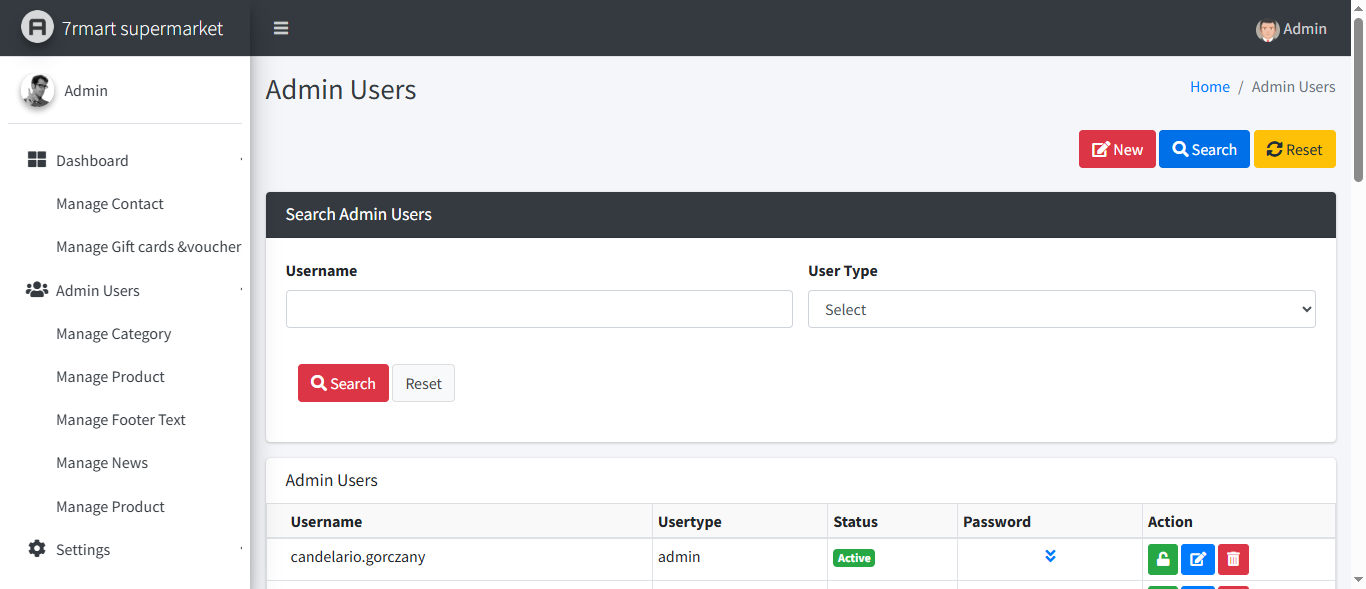 7rmart supermarket
Admin
Admin
Dashboard
Manage Contact
Manage Gift cards &voucher
Admin Users
Manage Category
Manage Product
Manage Footer Text
Manage News
Manage Product
Settings
Admin Users
Home / Admin Users
New Search Reset
Search Admin Users
Username User Type
Select
Search Reset
Admin Users
Username Usertype Status Password Action
candelario.gorczany admin Active